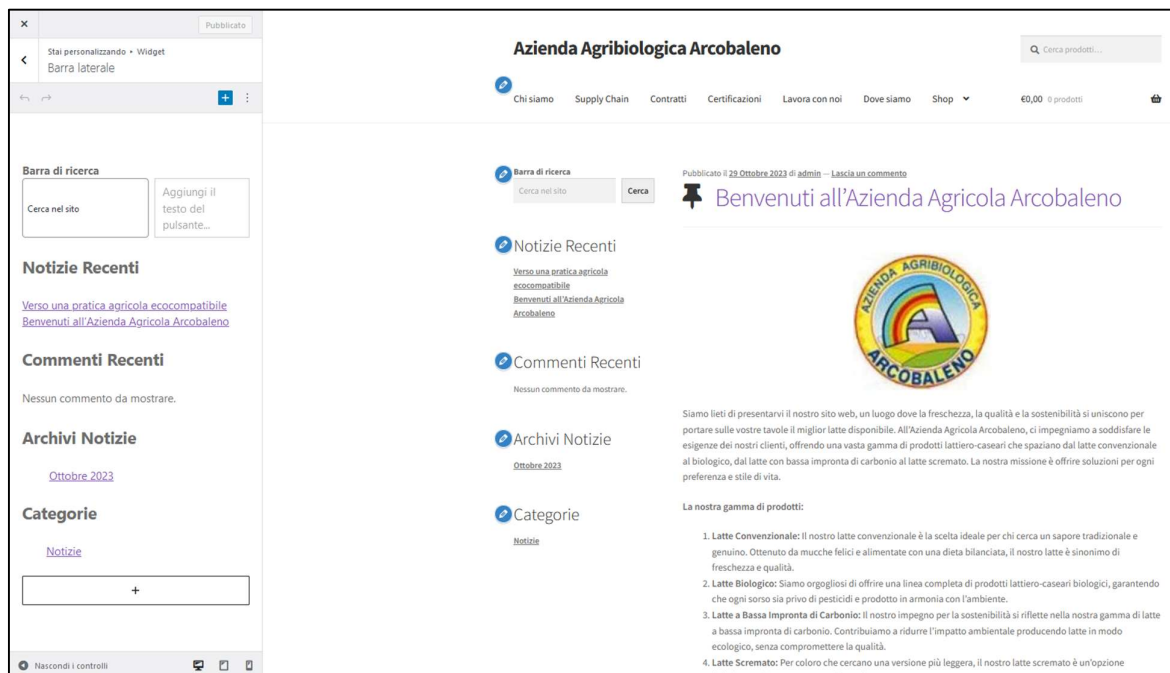 Pubblicato
Stai personalizzando • Widget
Barra laterale
Barra di ricerca
Cerca nel sito
Aggiungi il
testo del
pulsante...
Notizie Recenti
Verso una pratica agricola ecocompatibile
Benvenuti all'Azienda Agricola Arcobaleno
Commenti Recenti
Nessun commento da mostrare.
Archivi Notizie
Ottobre 2023
Categorie
Notizie
Nascondi i controlli
Azienda Agribiologica Arcobaleno
Cerca prodotti...
Chi siamo Supply Chain Contratti Certificazioni Lavora con noi Dove siamo Shop €0,00 0 prodotti
Barra di ricerca
Cerca nel sito Cerca
Notizie Recenti
Verso una pratica agricola
ecocompatibile
Benvenuti all'Azienda Agricola
Arcobaleno
Commenti Recenti
Nessun commento da mostrare.
Archivi Notizie
Ottobre 2023
Categorie
Notizie
Pubblicato il 29 Ottobre 2023 di admin — Lascia un commento
Benvenuti all'Azienda Agricola Arcobaleno
AZIENDA AGRIBIOLOGICA
ARCOBALENO
Siamo lieti di presentarvi il nostro sito web, un luogo dove la freschezza, la qualità e la sostenibilità si uniscono per
portare sulle vostre tavole il miglior latte disponibile. All'Azienda Agricola Arcobaleno, ci impegniamo a soddisfare le
esigenze dei nostri clienti, offrendo una vasta gamma di prodotti lattiero-caseari che spaziano dal latte convenzionale
al biologico, dal latte con bassa impronta di carbonio al latte scremato. La nostra missione è offrire soluzioni per ogni
preferenza e stile di vita.
La nostra gamma di prodotti:
1. Latte Convenzionale: Il nostro latte convenzionale è la scelta ideale per chi cerca un sapore tradizionale e
genuino. Ottenuto da mucche felici e alimentate con una dieta bilanciata, il nostro latte è sinonimo di
freschezza e qualità.
2. Latte Biologico: Siamo orgogliosi di offrire una linea completa di prodotti lattiero-caseari biologici, garantendo
che ogni sorso sia privo di pesticidi e prodotto in armonia con l'ambiente.
3. Latte a Bassa Impronta di Carbonio: Il nostro impegno per la sostenibilità si riflette nella nostra gamma di latte
a bassa impronta di carbonio. Contribuiamo a ridurre l'impatto ambientale producendo latte in modo
ecologico, senza compromettere la qualità.
4. Latte Scremato: Per coloro che cercano una versione più leggera, il nostro latte scremato è un'opzione